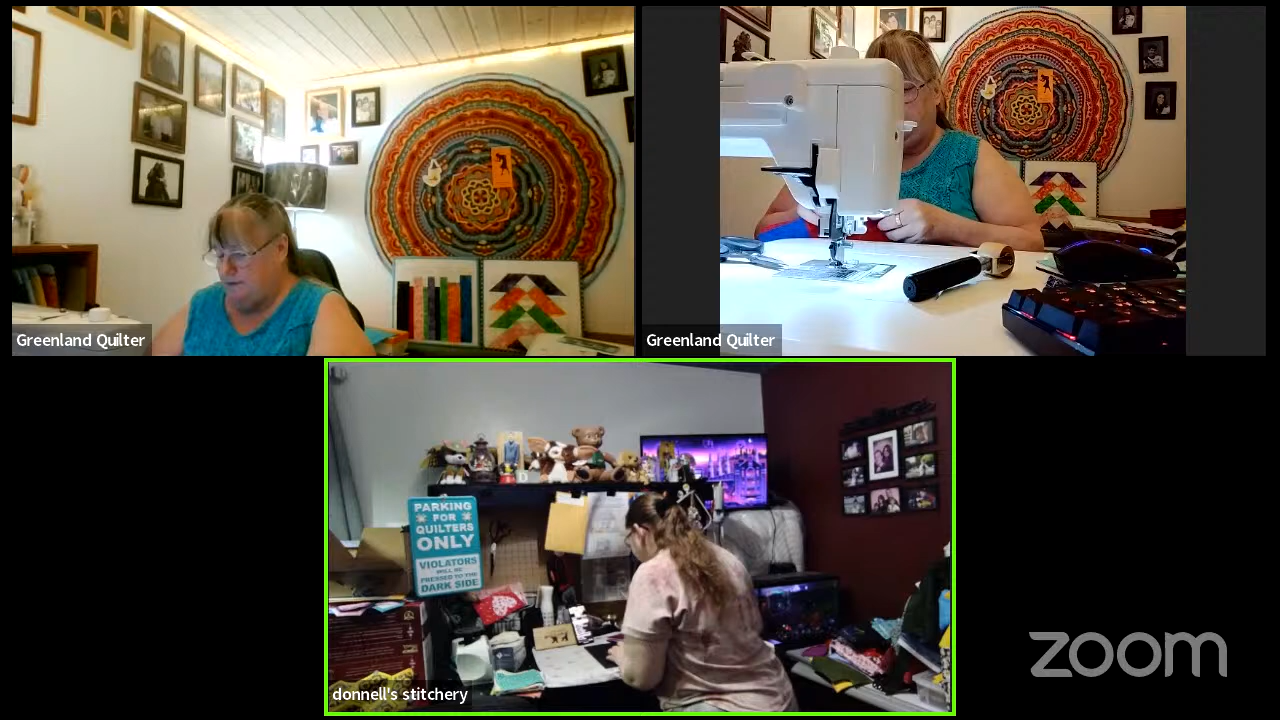 Greenland Quilter
Greenland Quilter
PARKING
FOR
QUILTERS
ONLY
VIOLATORS
WILL BE
PRESSED TO THE
DARK SIDE
donnell's stitchery
zoom